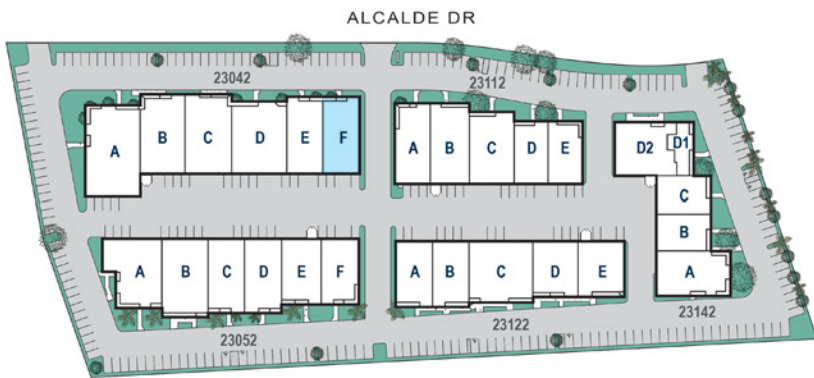 ALCALDE DR
23042
23112
A B C D E F
A B C D E
D2 D1
C
B
A
A B C D E F
A B C D E
23052
23122
23142